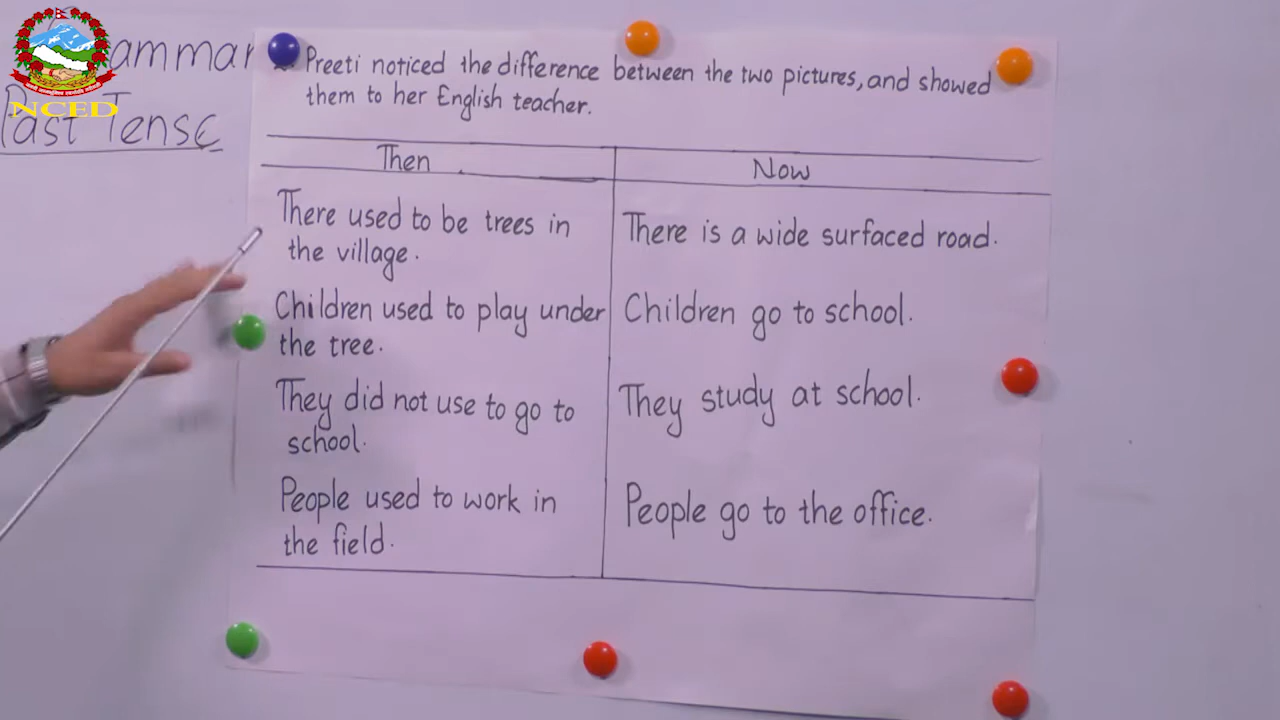 Grammar
Past Tense
NCED
Preeti noticed the difference between the two pictures, and showed
them to her English teacher.
Then
Now
There used to be trees in
the village.
There is a wide surfaced road.
Children used to play under
the tree.
Children go to school.
They did not use to go to
school.
They study at school.
People used to work in
the field.
People go to the office.